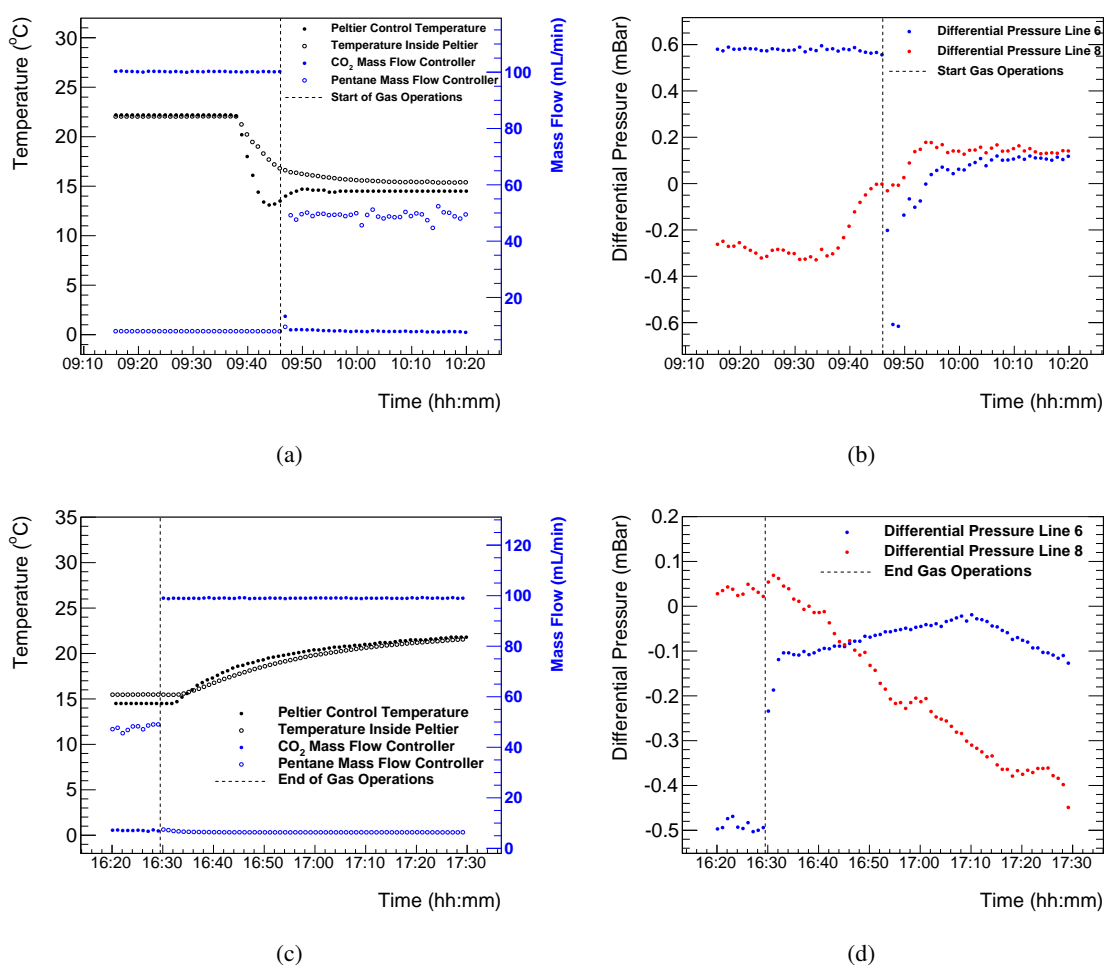 Temperature (°C)
30
25
20
15
10
5
0
Peltier Control Temperature
Temperature Inside Peltier
CO2 Mass Flow Controller
Pentane Mass Flow Controller
Start of Gas Operations
100
80
60
40
20
Mass Flow (mL/min)
09:10 09:20 09:30 09:40 09:50 10:00 10:10 10:20
Time (hh:mm)
(a)
Differential Pressure (mBar)
0.6
0.4
0.2
0
-0.2
-0.4
-0.6
Differential Pressure Line 6
Differential Pressure Line 8
Start Gas Operations
09:10 09:20 09:30 09:40 09:50 10:00 10:10 10:20
Time (hh:mm)
(b)
Temperature (°C)
35
30
25
20
15
10
5
0
Peltier Control Temperature
Temperature Inside Peltier
CO2 Mass Flow Controller
Pentane Mass Flow Controller
End of Gas Operations
120
100
80
60
40
20
0
Mass Flow (mL/min)
16:20 16:30 16:40 16:50 17:00 17:10 17:20 17:30
Time (hh:mm)
(c)
Differential Pressure (mBar)
0.2
0.1
0
-0.1
-0.2
-0.3
-0.4
-0.5
Differential Pressure Line 6
Differential Pressure Line 8
End Gas Operations
16:20 16:30 16:40 16:50 17:00 17:10 17:20 17:30
Time (hh:mm)
(d)